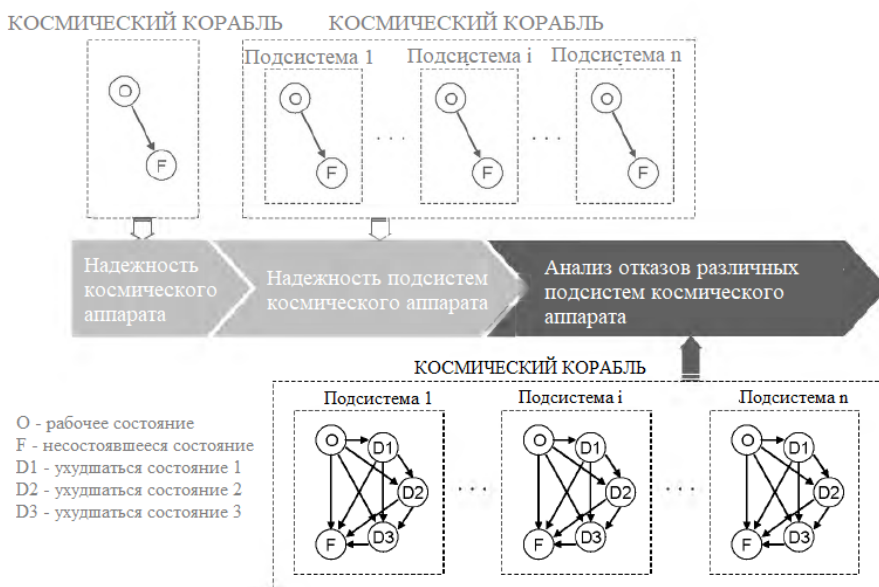 КОСМИЧЕСКИЙ КОРАБЛЬ
КОСМИЧЕСКИЙ КОРАБЛЬ
Подсистема 1
Подсистема i
Подсистема n
O
F
O
F
. . .
O
F
. . .
O
F
Надежность
космического
аппарата
Надежность подсистем
космического аппарата
Анализ отказов различных
подсистем космического
аппарата
КОСМИЧЕСКИЙ КОРАБЛЬ
Подсистема 1
Подсистема i
Подсистема n
O
D1
D2
D3
F
. . .
O
D1
D2
D3
F
. . .
O
D1
D2
D3
F
O - рабочее состояние
F - несостоявшееся состояние
D1 - ухудшаться состояние 1
D2 - ухудшаться состояние 2
D3 - ухудшаться состояние 3